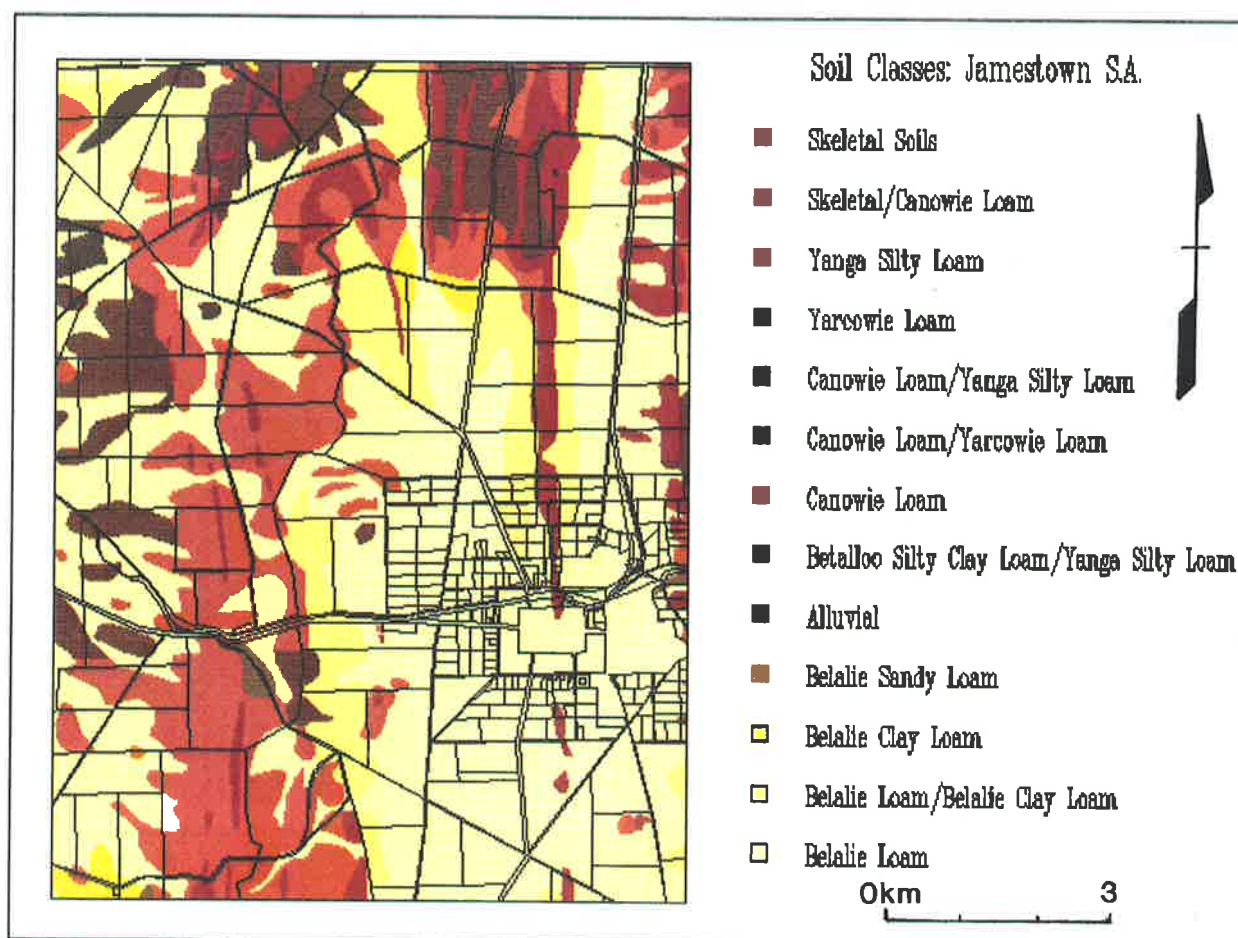 Soil Classes: Jamestown S.A.
Skeletal Soils
Skeletal/Canowie Loam
Yanga Silty Loam
Yarcowie Loam
Canowie Loam/Yanga Silty Loam
Canowie Loam/Yarcowie Loam
Canowie Loam
Betalloo Silty Clay Loam/Yanga Silty Loam
Alluvial
Belalie Sandy Loam
Belalie Clay Loam
Belalie Loam/Belalie Clay Loam
Belalie Loam
0km 3